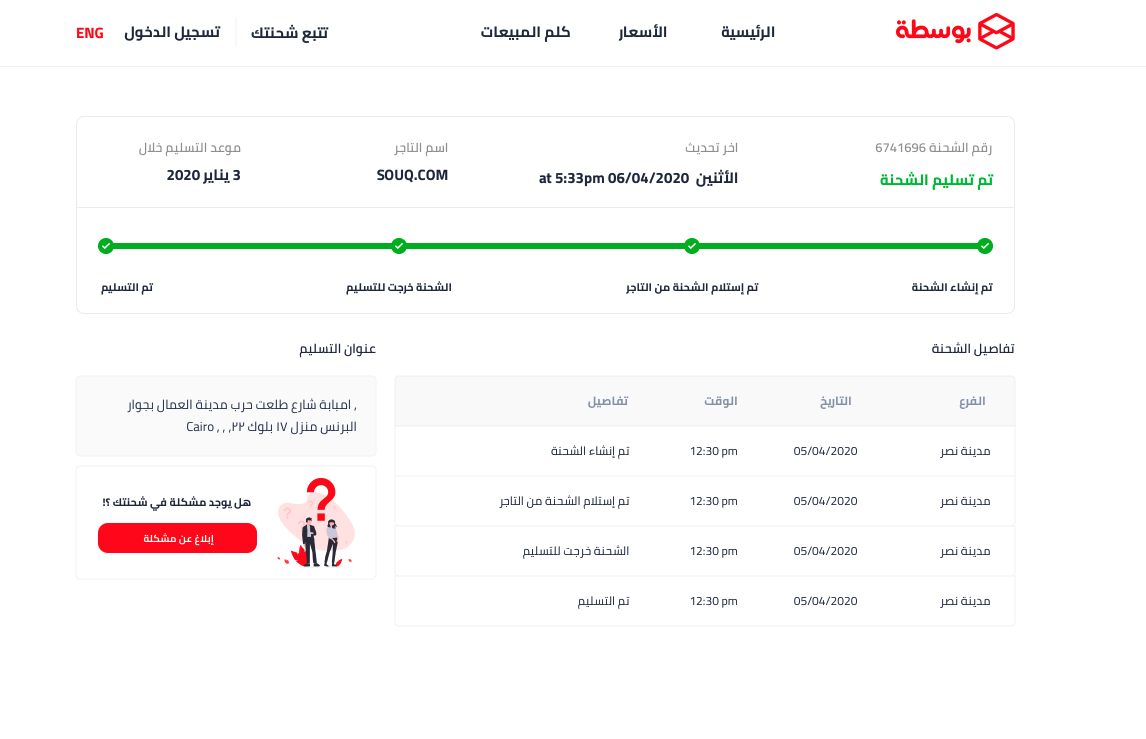 بوسطة
الرئيسية
الأسعار
كلم المبيعات
تتبع شحنتك
تسجيل الدخول
ENG
رقم الشحنة 6741696
تم تسليم الشحنة
اخر تحديث
الأثنين 06/04/2020 at 5:33pm
اسم التاجر
SOUQ.COM
موعد التسليم خلال
3 يناير 2020
تم إنشاء الشحنة
تم إستلام الشحنة من التاجر
الشحنة خرجت للتسليم
تم التسليم
تفاصيل الشحنة
الفرع التاريخ الوقت تفاصيل
مدينة نصر 05/04/2020 12:30 pm تم إنشاء الشحنة
مدينة نصر 05/04/2020 12:30 pm تم إستلام الشحنة من التاجر
مدينة نصر 05/04/2020 12:30 pm الشحنة خرجت للتسليم
مدينة نصر 05/04/2020 12:30 pm تم التسليم
عنوان التسليم
, امبابة شارع طلعت حرب مدينة العمال بجوار
البرنس منزل ١٧ بلوك ٢٢, , , Cairo
هل يوجد مشكلة في شحنتك ؟!
إبلاغ عن مشكلة